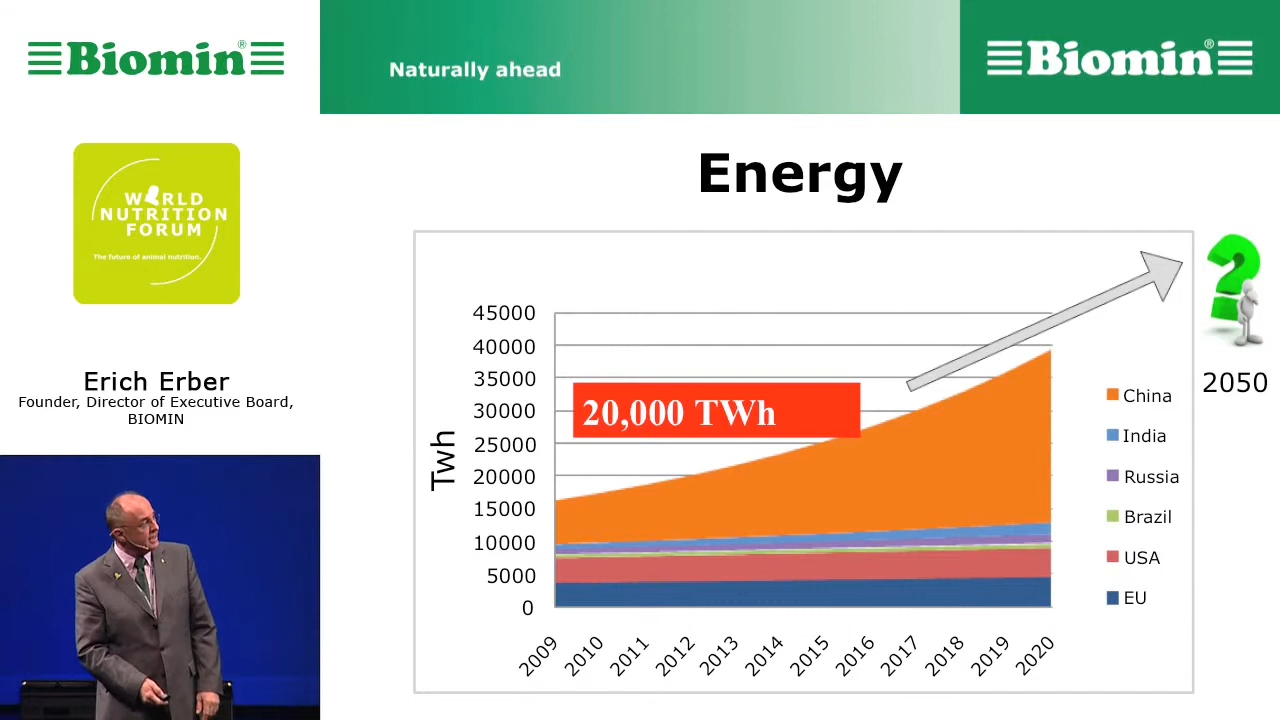 Biomin®
Naturally ahead
Biomin®
WORLD
NUTRITION
FORUM
The future of animal nutrition.
Erich Erber
Founder, Director of Executive Board,
BIOMIN
Energy
45000
40000
35000
30000
25000
20000
15000
10000
5000
0
Twh
20,000 TWh
2009
2010
2011
2012
2013
2014
2015
2016
2017
2018
2019
2020
China
India
Russia
Brazil
USA
EU
2050